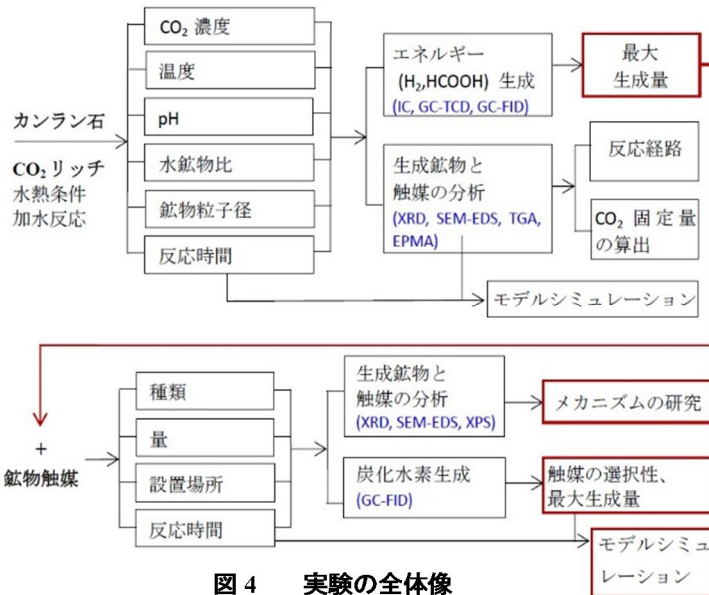 CO2 濃度
温度
pH
水鉱物比
鉱物粒子径
反応時間
カンラン石
CO2リッチ
水熱条件
加水反応
エネルギー
(H2,HCOOH) 生成
(IC, GC-TCD, GC-FID)
最大
生成量
生成鉱物と
触媒の分析
(XRD, SEM-EDS, TGA,
EPMA)
反応経路
CO2 固定量
の算出
モデルシミュレーション
+
鉱物触媒
種類
量
設置場所
反応時間
生成鉱物と
触媒の分析
(XRD, SEM-EDS, XPS)
メカニズムの研究
炭化水素生成
(GC-FID)
触媒の選択性、
最大生成量
モデルシミュ
レーション
図 4 実験の全体像